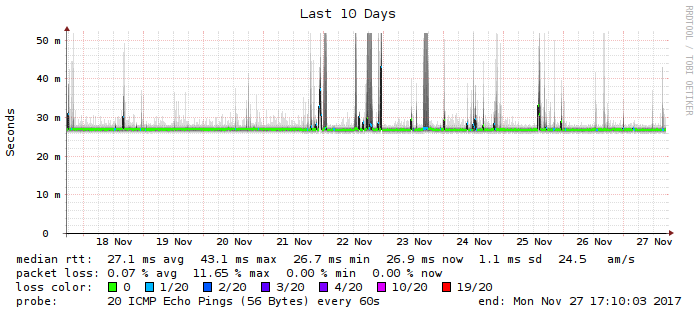 Last 10 Days
RRDTOOL / TOBI OETIKER
Seconds
50 m
40 m
30 m
20 m
10 m
0
18 Nov 19 Nov 20 Nov 21 Nov 22 Nov 23 Nov 24 Nov 25 Nov 26 Nov 27 Nov
median rtt: 27.1 ms avg 43.1 ms max 26.7 ms min 26.9 ms now 1.1 ms sd 24.5 am/s
packet loss: 0.07 % avg 11.65 % max 0.00 % min 0.00 % now
loss color: 0 1/20 2/20 3/20 4/20 10/20 19/20
probe: 20 ICMP Echo Pings (56 Bytes) every 60s end: Mon Nov 27 17:10:03 2017